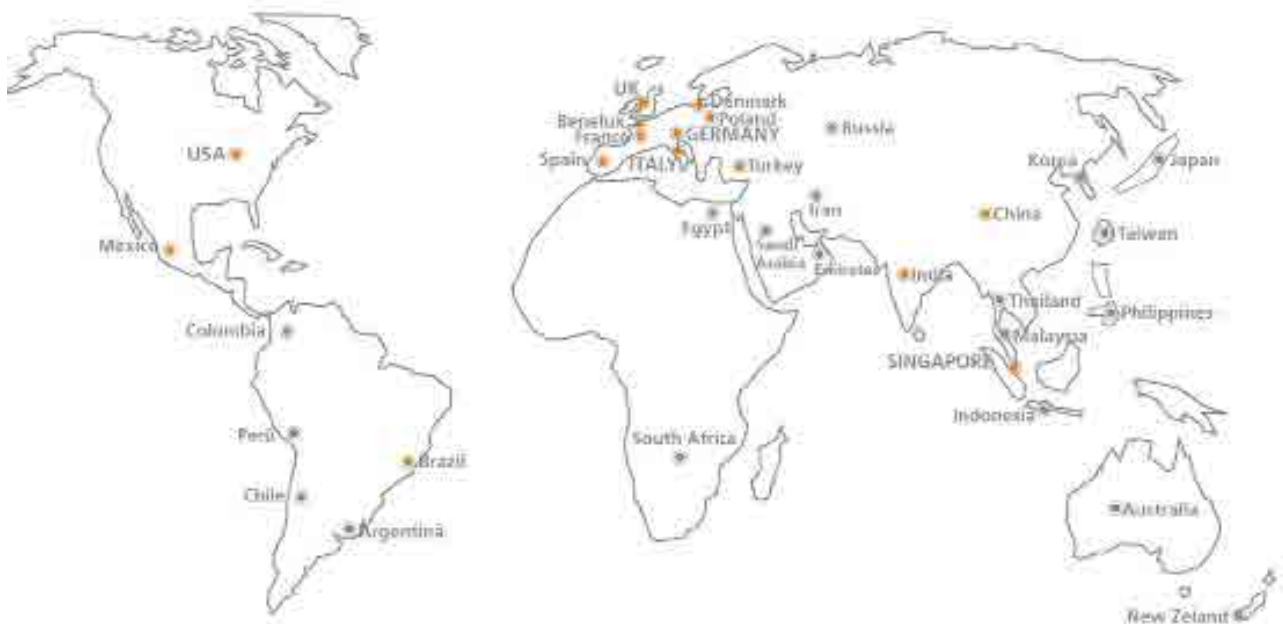 UK
Denmark
Benelux
Poland
France
GERMANY
Russia
USA
Spain
ITALY
Turkey
Korea
Japan
Iran
China
Egypt
Saudi
Arabia
Emirates
Taiwan
Mexico
India
Thailand
Philippines
Columbia
Malaysia
SINGAPORE
Indonesia
Perù
South Africa
Brazil
Chile
Argentina
Australia
New Zeland